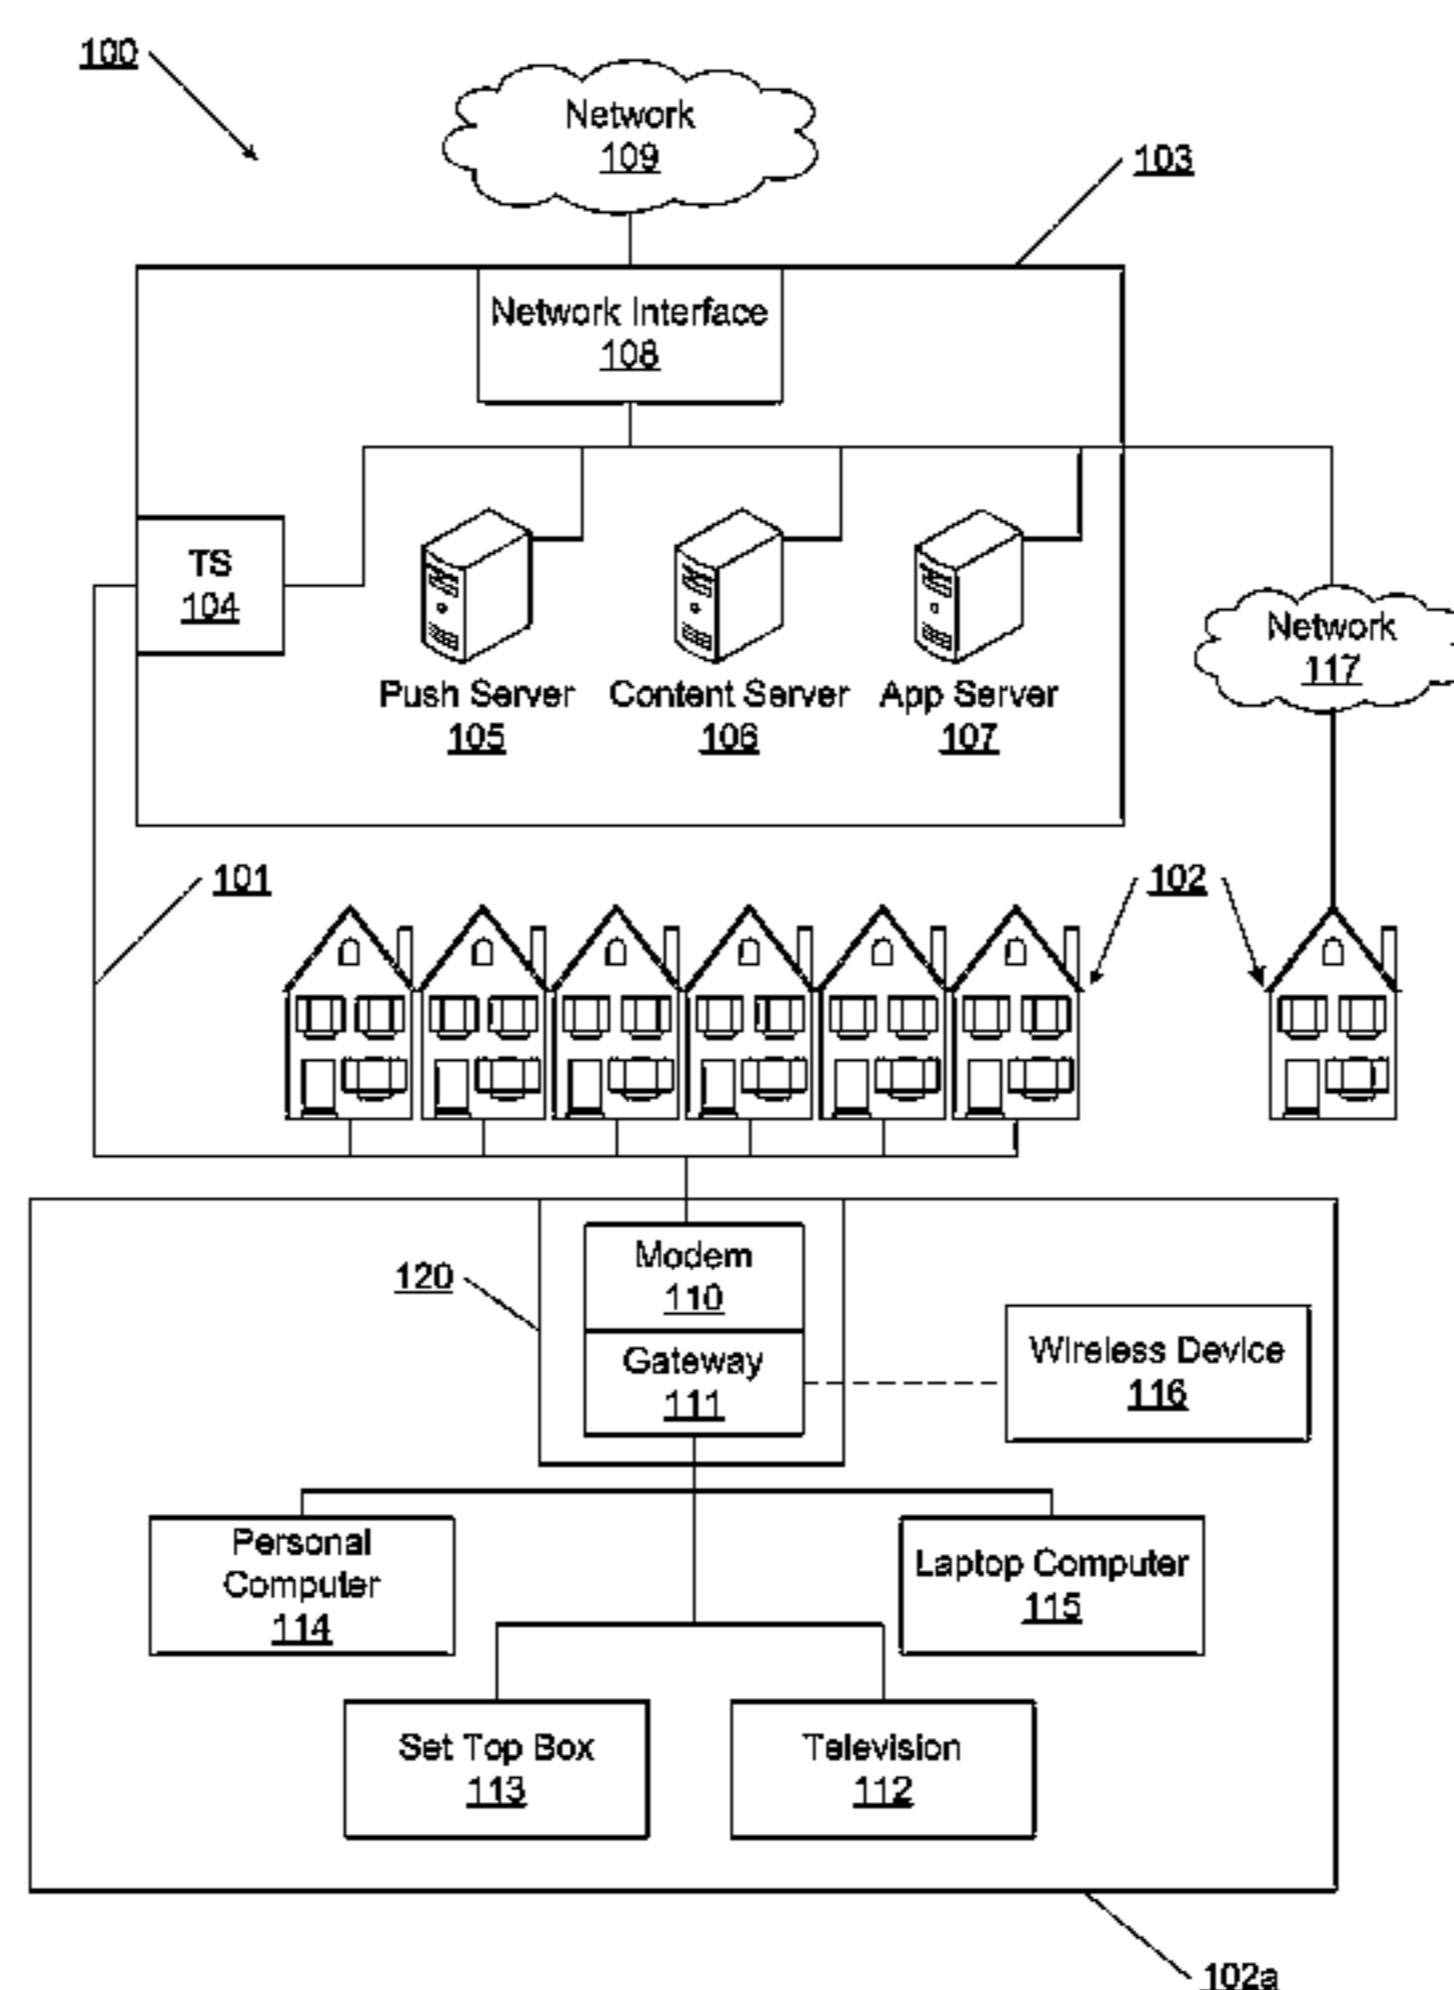 100
Network
109
103
Network Interface
108
TS
104
Push Server
105
Content Server
106
App Server
107
Network
117
101
102
Modem
110
120
Gateway
111
Wireless Device
116
Personal
Computer
114
Laptop Computer
115
Set Top Box
113
Television
112
102a